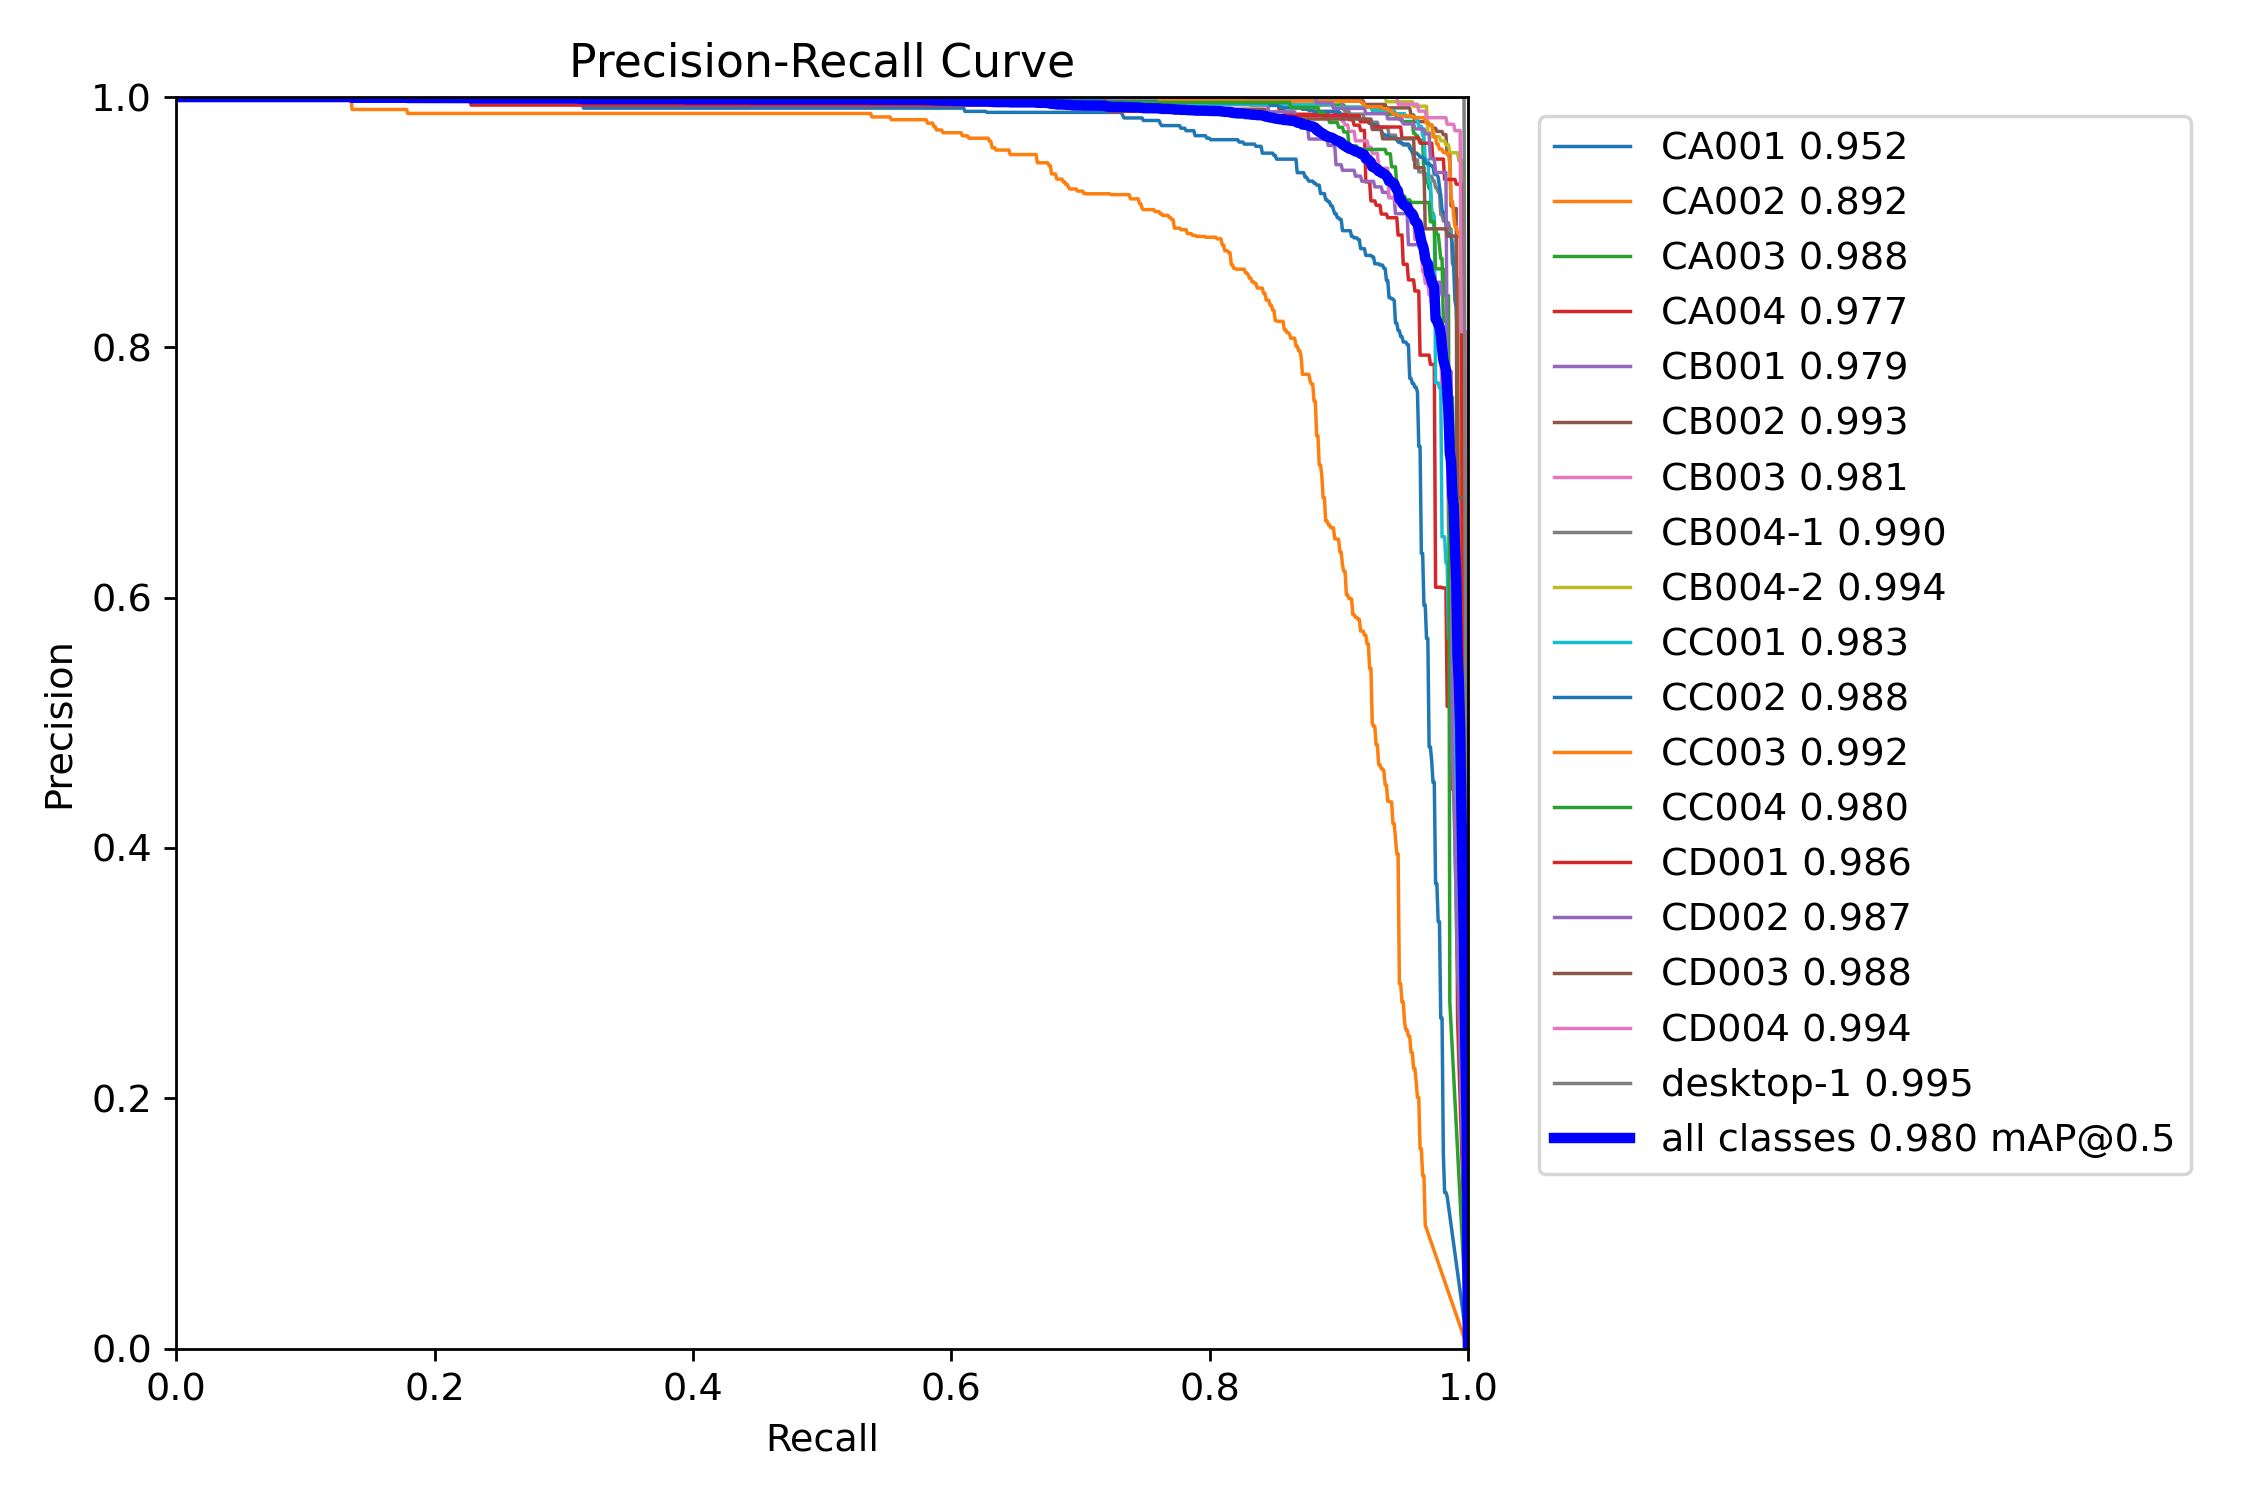 Precision-Recall Curve
1.0
0.8
0.6
0.4
0.2
0.0
Precision
0.0 0.2 0.4 0.6 0.8 1.0
Recall
CA001 0.952
CA002 0.892
CA003 0.988
CA004 0.977
CB001 0.979
CB002 0.993
CB003 0.981
CB004-1 0.990
CB004-2 0.994
CC001 0.983
CC002 0.988
CC003 0.992
CC004 0.980
CD001 0.986
CD002 0.987
CD003 0.988
CD004 0.994
desktop-1 0.995
all classes 0.980 mAP@0.5